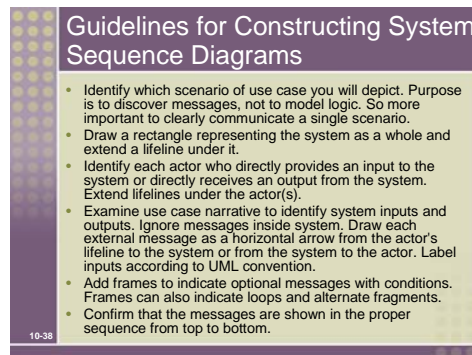 Guidelines for Constructing System
Sequence Diagrams
• Identify which scenario of use case you will depict. Purpose
is to discover messages, not to model logic. So more
important to clearly communicate a single scenario.
• Draw a rectangle representing the system as a whole and
extend a lifeline under it.
• Identify each actor who directly provides an input to the
system or directly receives an output from the system.
Extend lifelines under the actor(s).
• Examine use case narrative to identify system inputs and
outputs. Ignore messages inside system. Draw each
external message as a horizontal arrow from the actor's
lifeline to the system or from the system to the actor. Label
inputs according to UML convention.
• Add frames to indicate optional messages with conditions.
Frames can also indicate loops and alternate fragments.
• Confirm that the messages are shown in the proper
sequence from top to bottom.
10-38